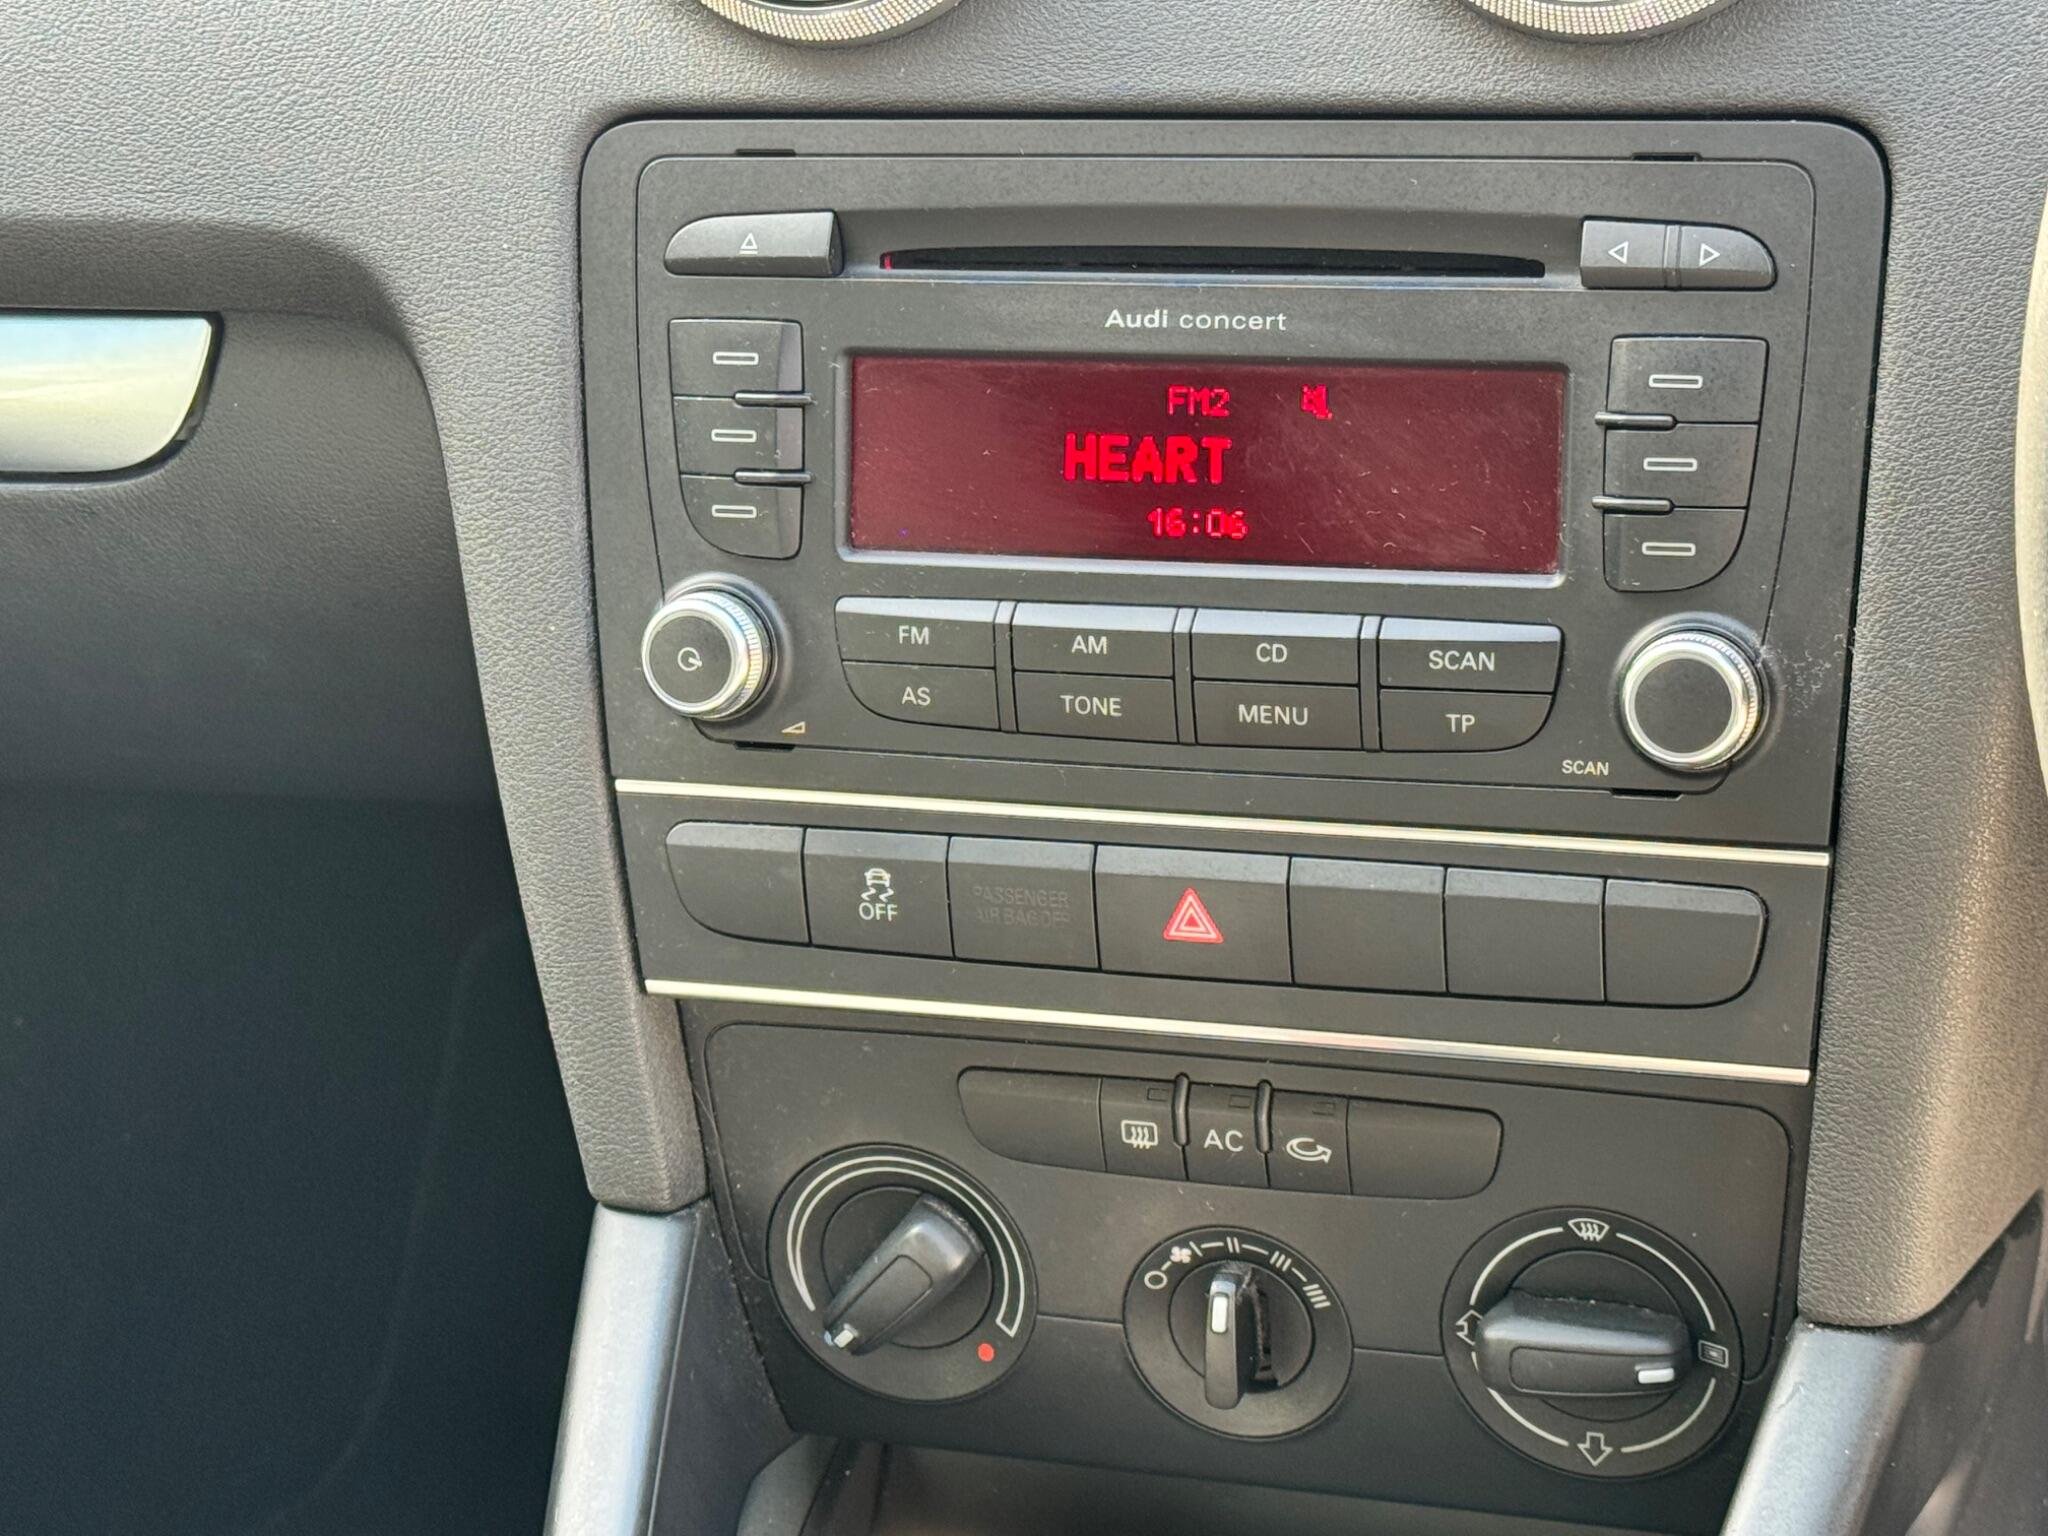 Audi concert
FM2
HEART
16:06
FM
AM
CD
SCAN
AS
TONE
MENU
TP
SCAN
OFF
PASSENGER
AIR BAG OFF
AC